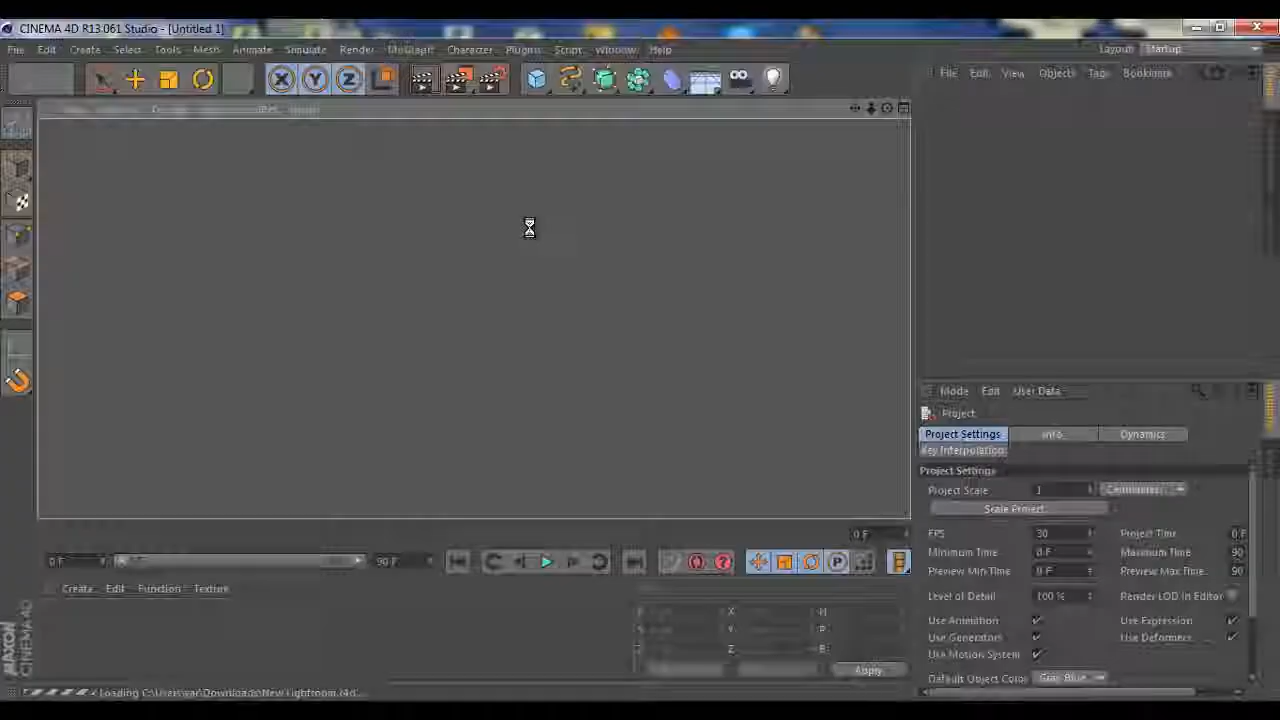 CINEMA 4D R13.061 Studio - [Untitled 1]
File Edit Create Select Tools Mesh Animate Simulate Render MoGraph Character Plugins Script Window Help
Layout: Startup
File Edit View Objects Tags Bookmarks
X Y Z
Mode Edit User Data
Project
Project Settings Info Dynamics
Key Interpolation
Project Settings
Project Scale 1 Centimeters
Scale Project...
FPS 30 Project Time 0 F
Minimum Time 0 F Maximum Time 90
Preview Min Time 0 F Preview Max Time 90
Level of Detail 100 % Render LOD in Editor
Use Animation Use Expression
Use Generators Use Deformers
Use Motion System
Default Object Color Gray-Blue
0 F
0 F 90 F
P
Create Edit Function Texture
X H
Y P
Z B
Apply
MAXON
CINEMA 4D